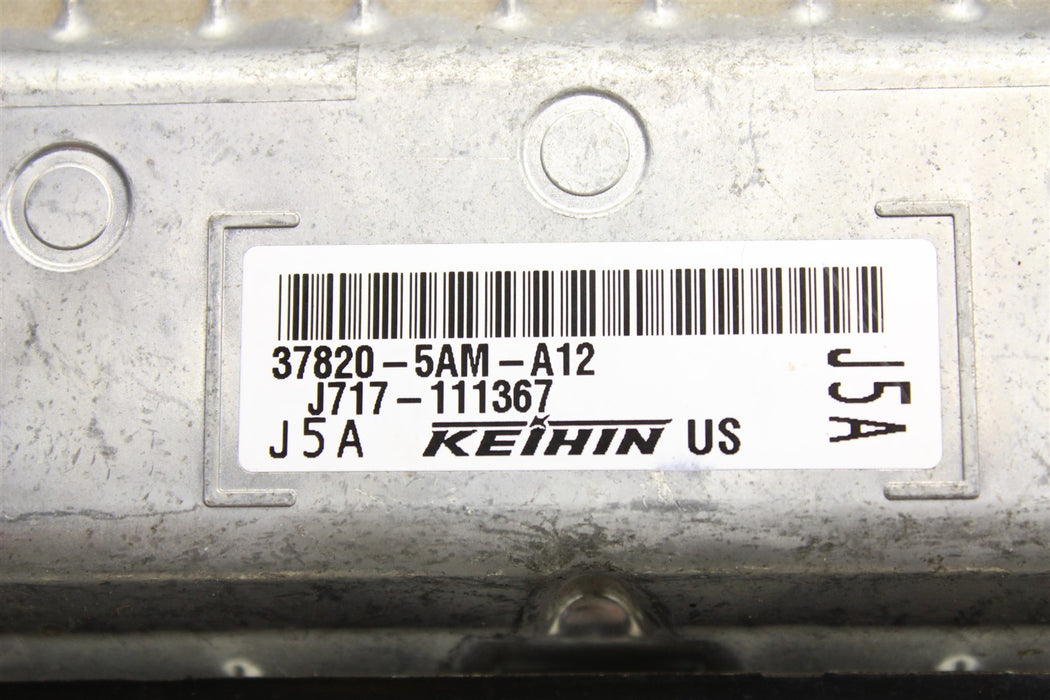 37820-5AM-A12
J717-111367
J5A KEIHIN US
J5A